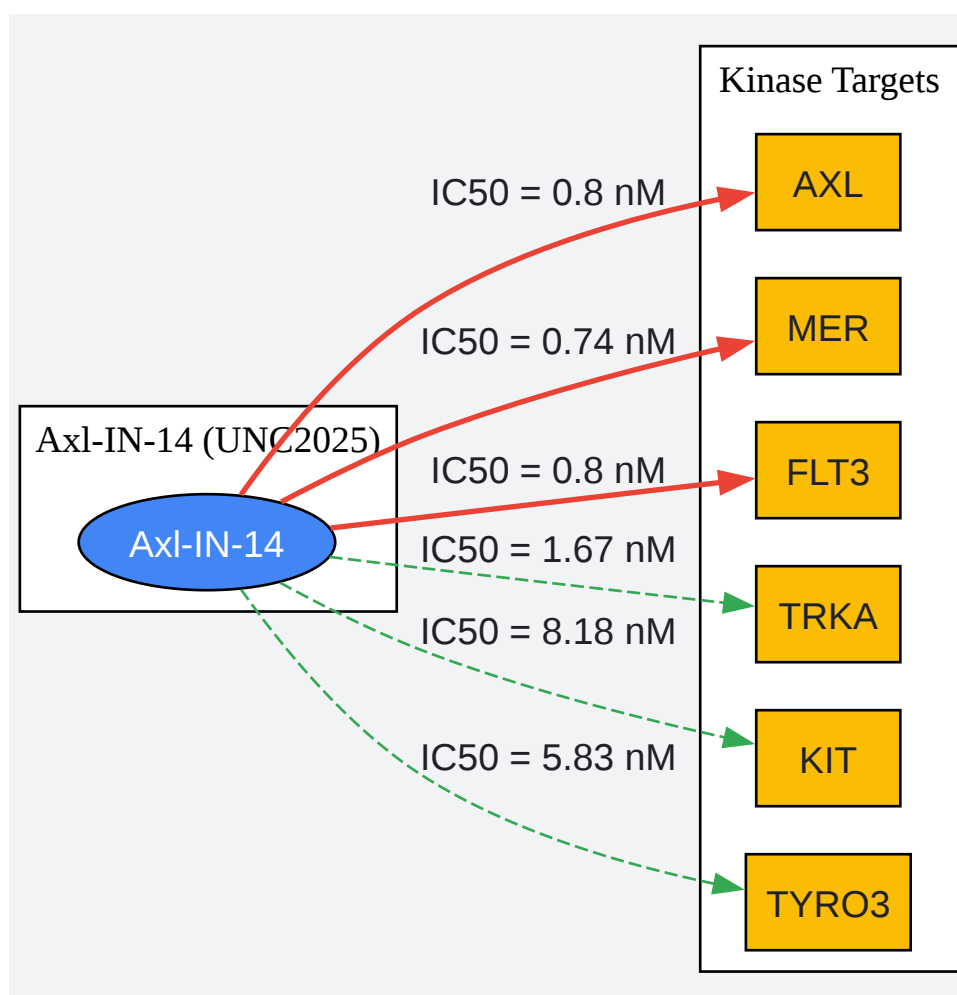 Kinase Targets
AXL
IC50 = 0.8 nM
MER
IC50 = 0.74 nM
Axl-IN-14 (UNC2025)
FLT3
IC50 = 0.8 nM
Axl-IN-14
IC50 = 1.67 nM
TRKA
IC50 = 8.18 nM
KIT
IC50 = 5.83 nM
TYRO3